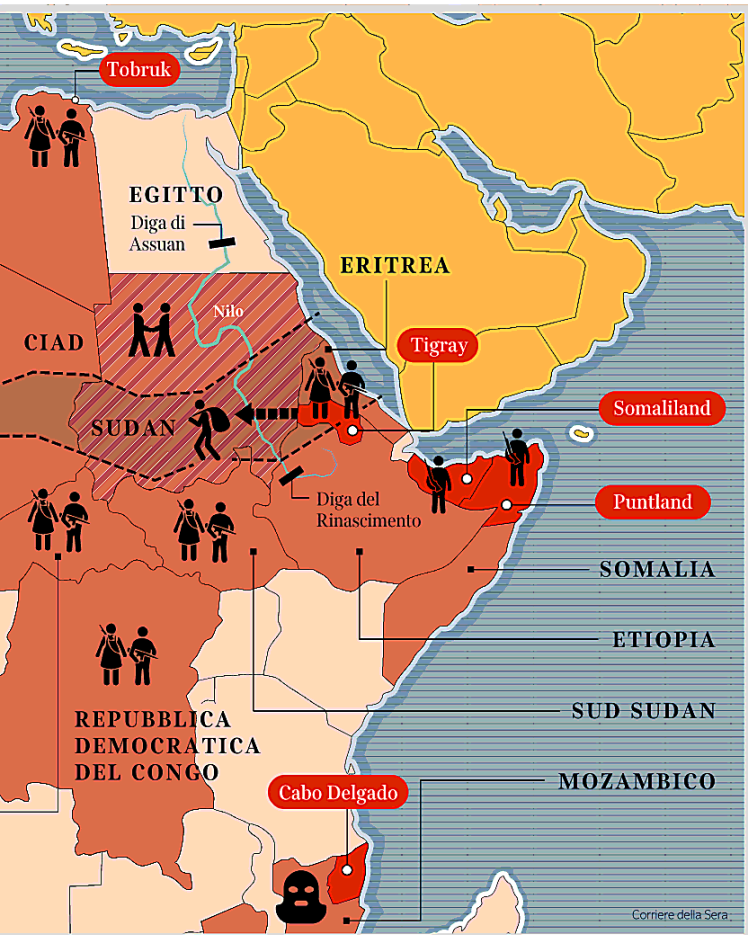 Tobruk
EGITTO
Diga di
Assuan
ERITREA
Nilo
CIAD
Tigray
Somaliland
SUDAN
Puntland
Diga del
Rinascimento
SOMALIA
ETIOPIA
SUD SUDAN
REPUBBLICA
DEMOCRATICA
DEL CONGO
MOZAMBICO
Cabo Delgado
Corriere della Sera